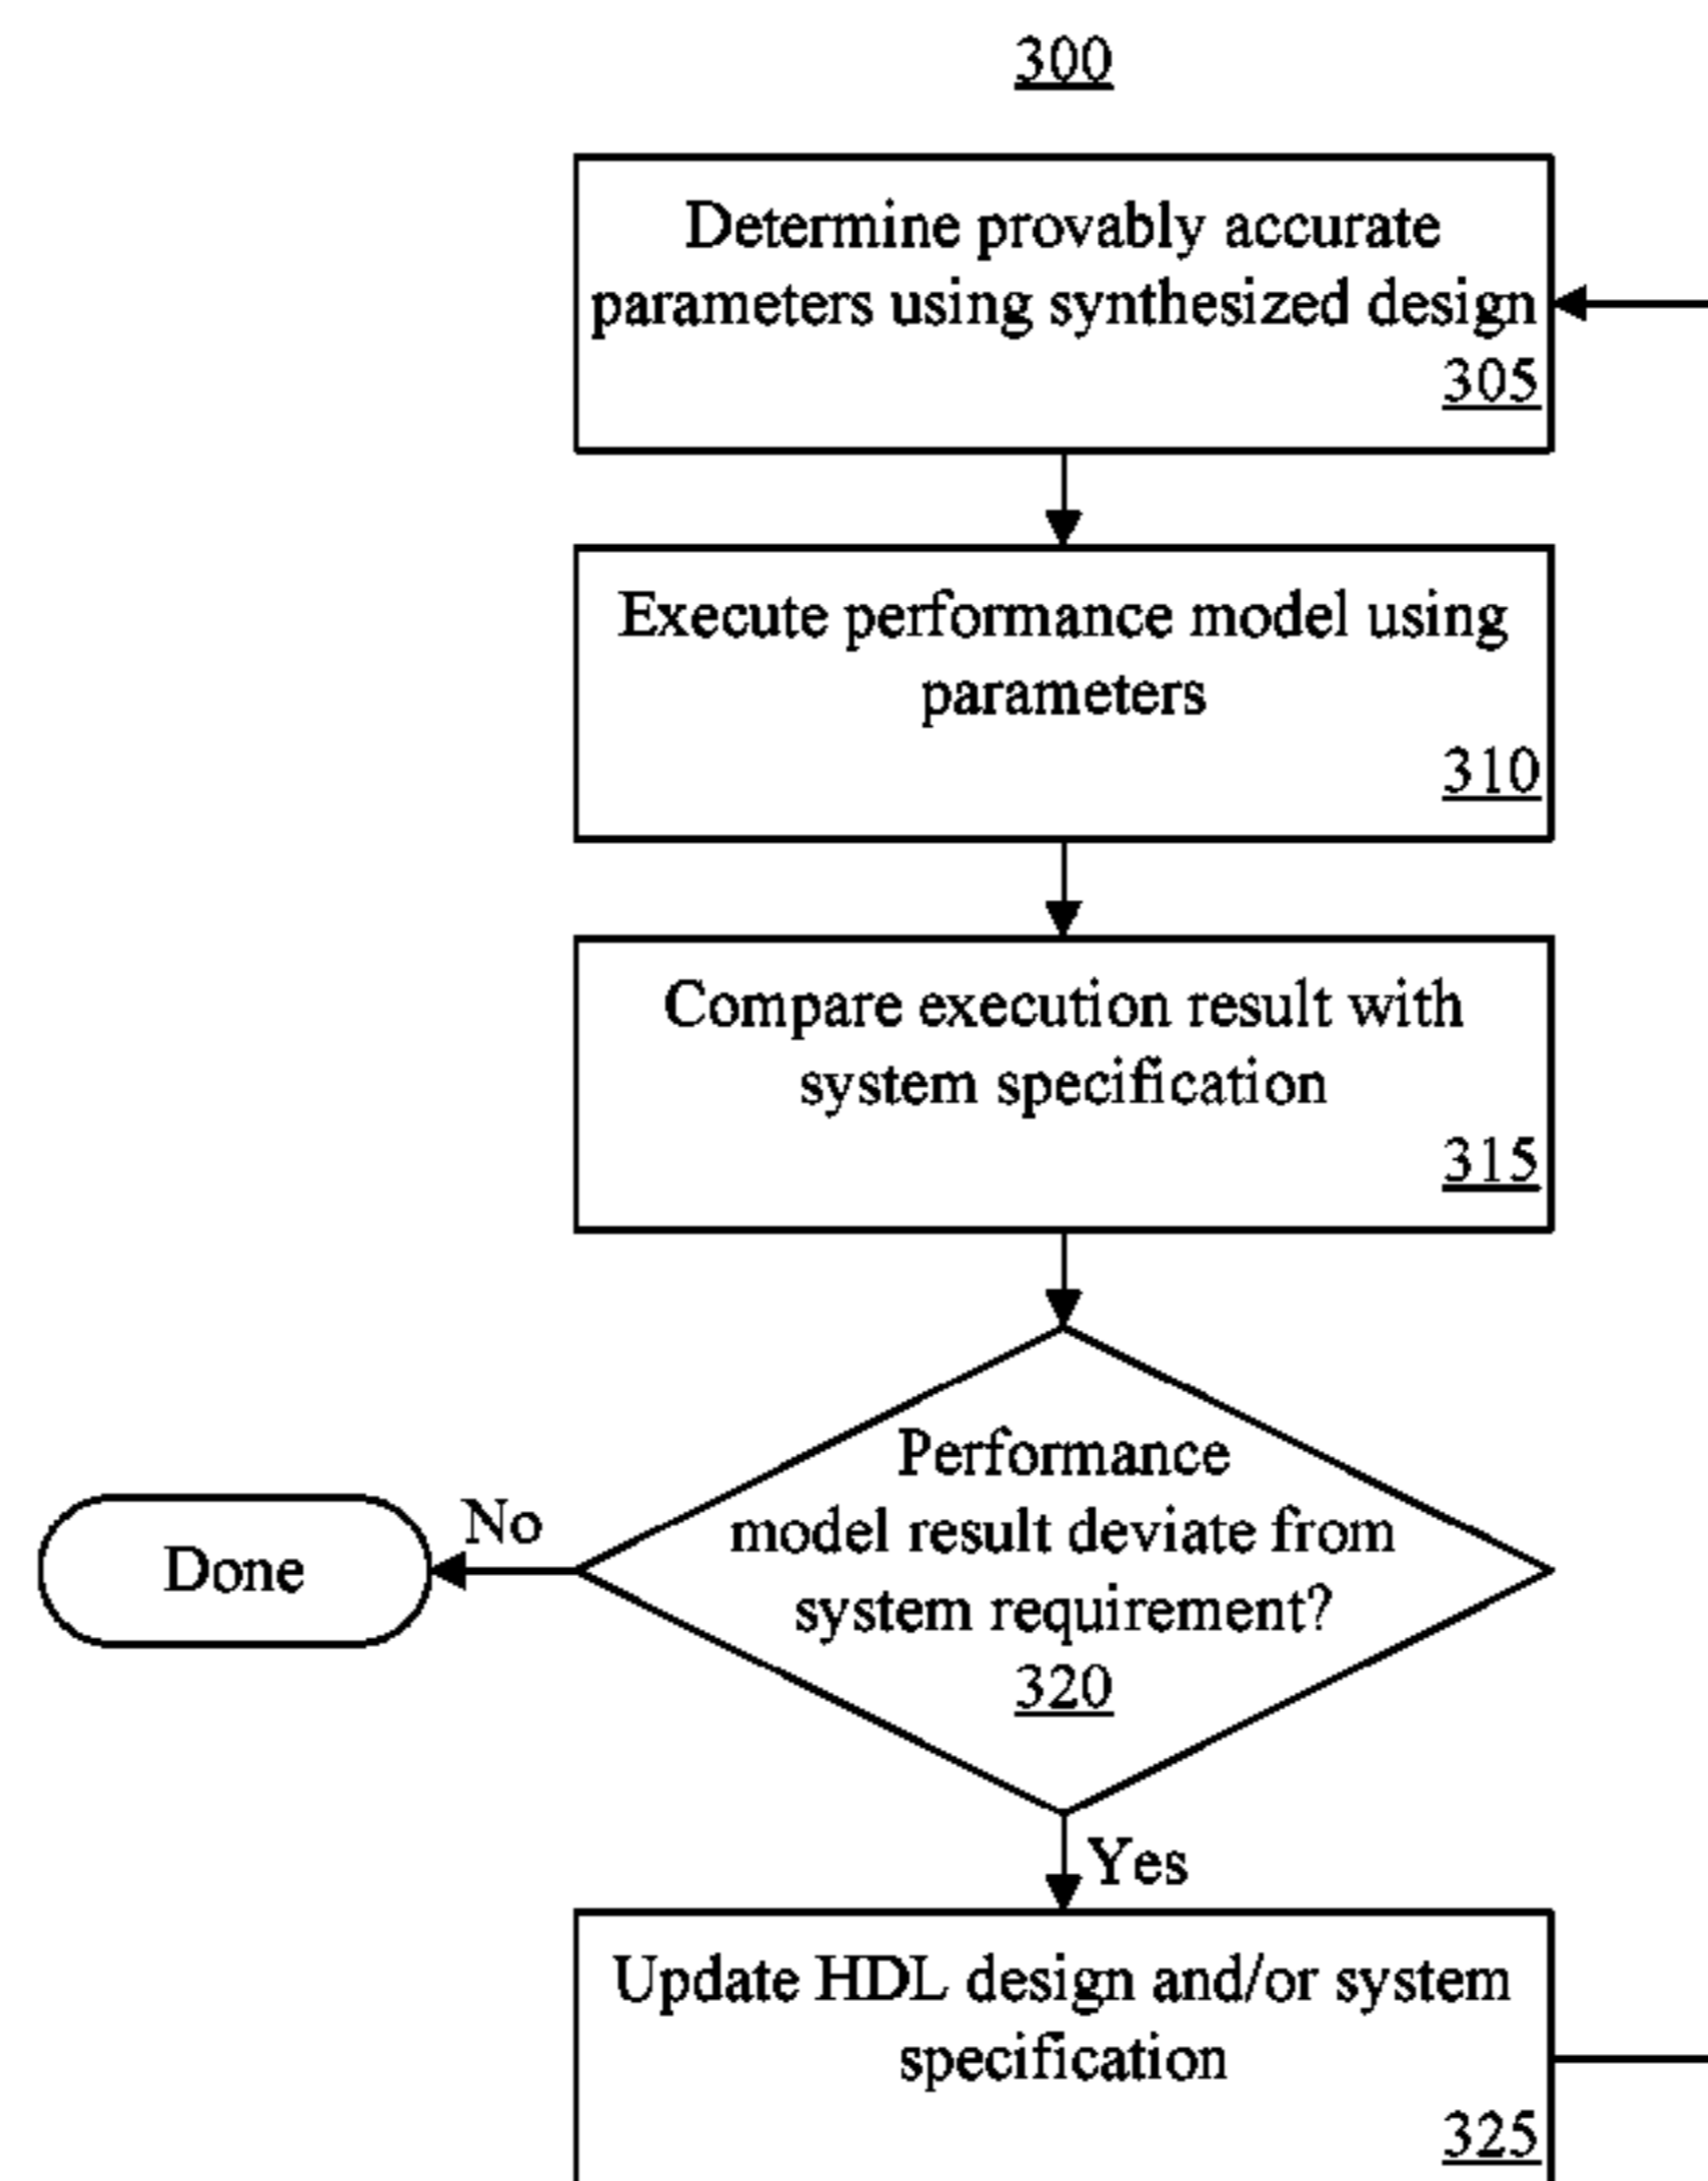 300
Determine provably accurate
parameters using synthesized design
305
Execute performance model using
parameters
310
Compare execution result with
system specification
315
Performance
model result deviate from
system requirement?
320
No
Done
Yes
Update HDL design and/or system
specification
325